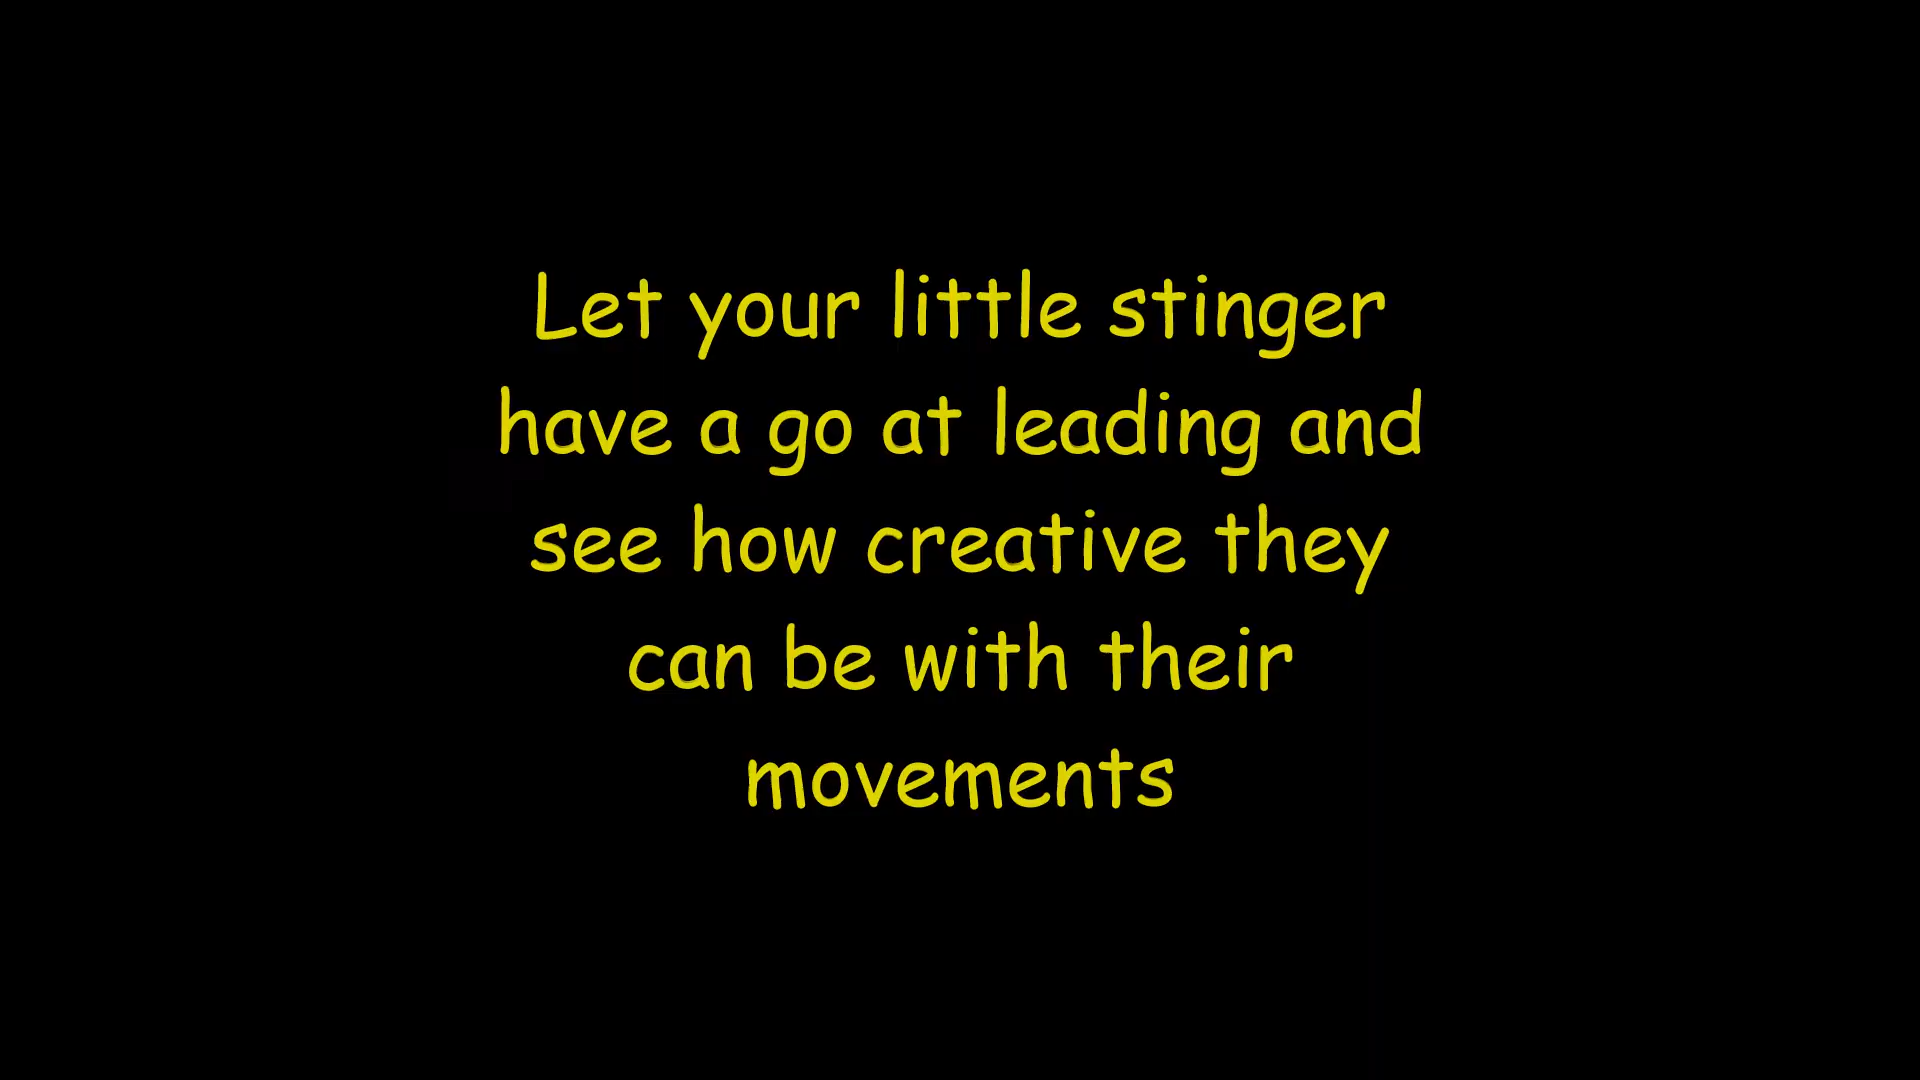 Let your little stinger
have a go at leading and
see how creative they
can be with their
movements